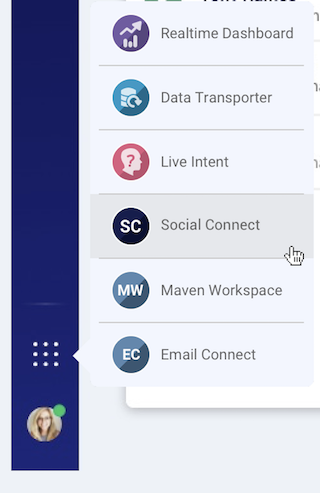 Realtime Dashboard
Data Transporter
?
Live Intent
SC
Social Connect
MW
Maven Workspace
EC
Email Connect